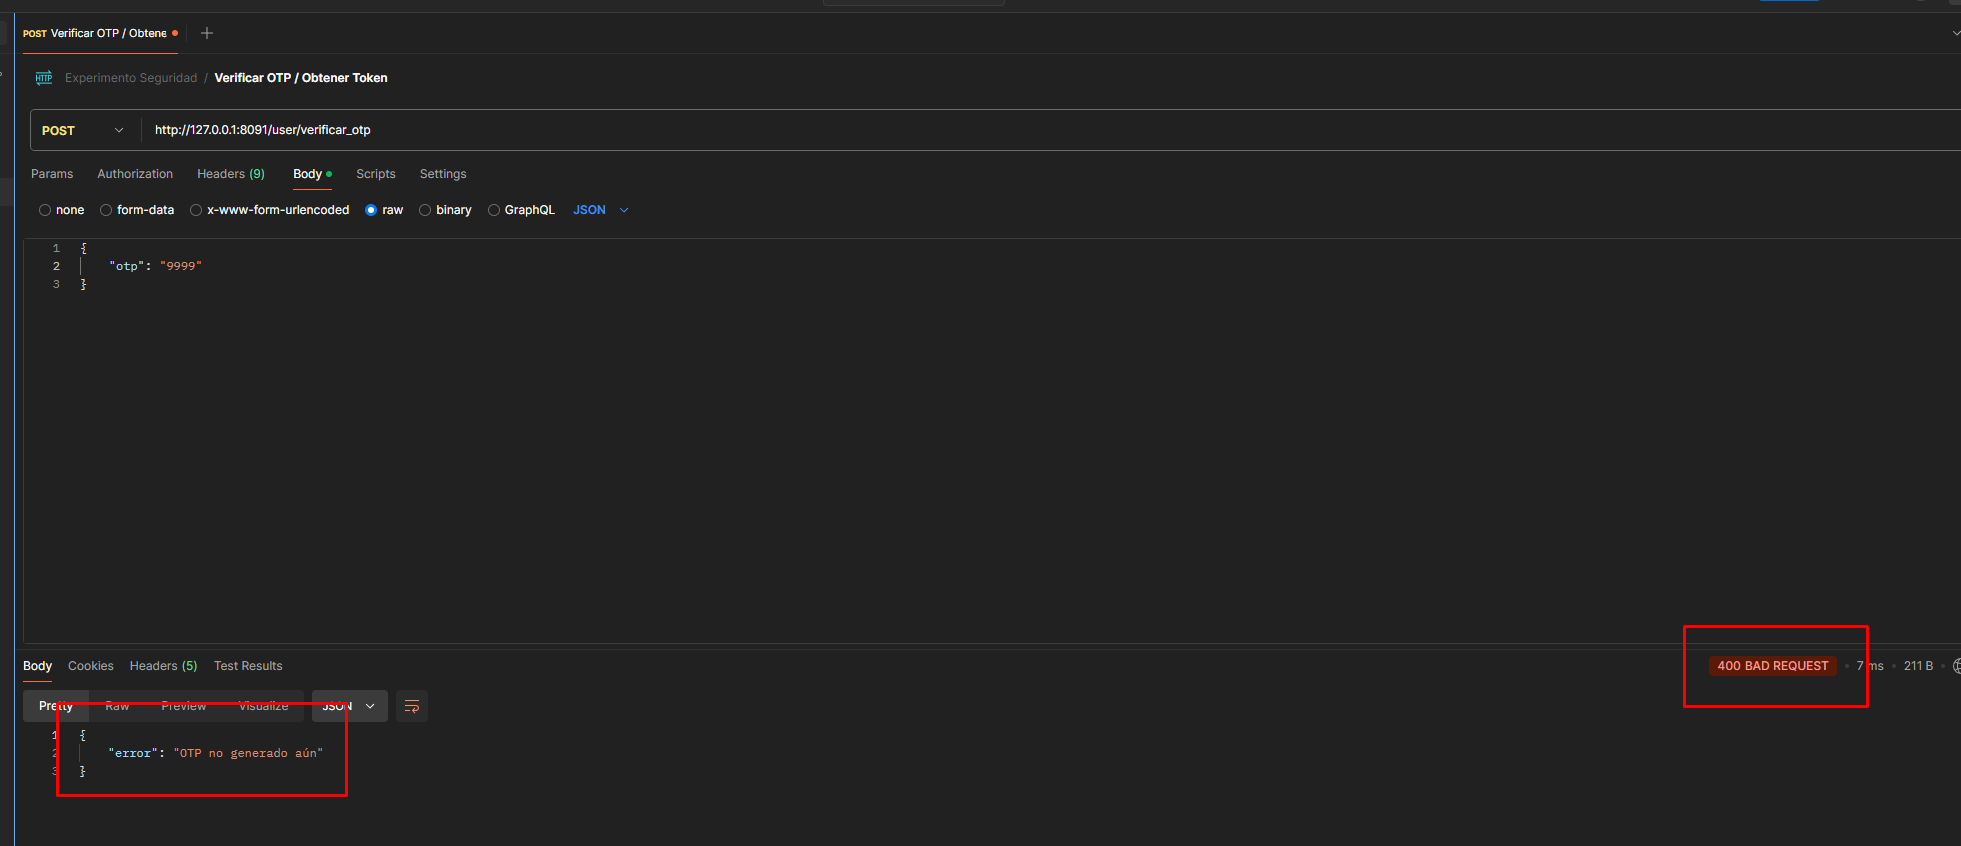 POST Verificar OTP / Obtene
HTTP Experimento Seguridad / Verificar OTP / Obtener Token
POST http://127.0.0.1:8091/user/verificar_otp
Params Authorization Headers (9) Body Scripts Settings
none form-data x-www-form-urlencoded raw binary GraphQL JSON
1 {
2 "otp": "9999"
3 }
Body Cookies Headers (5) Test Results 400 BAD REQUEST 7 ms 211 B
Pretty Raw Preview Visualize JSON
1 {
2 "error": "OTP no generado aún"
3 }